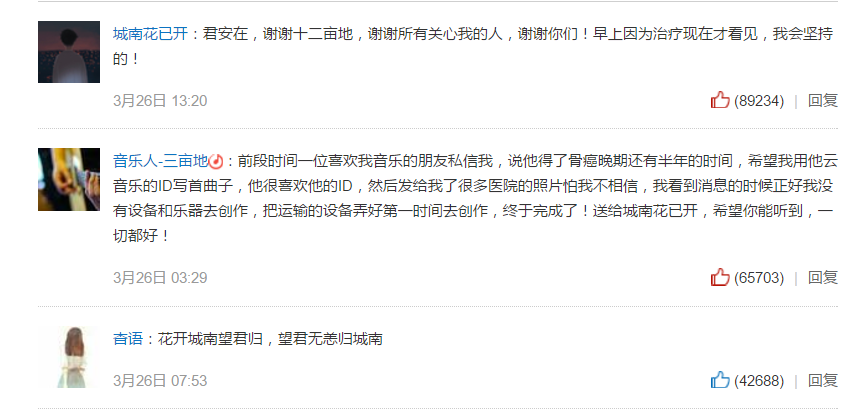 城南花已开：君安在，谢谢十二亩地，谢谢所有关心我的人，谢谢你们！早上因为治疗现在才看见，我会坚持
的！
3月26日 13:20 (89234) | 回复
音乐人-三亩地：前段时间一位喜欢我音乐的朋友私信我，说他得了骨癌晚期还有半年的时间，希望我用他云
音乐的ID写首曲子，他很喜欢他的ID，然后发给我了很多医院的照片怕我不相信，我看到消息的时候正好我没
有设备和乐器去创作，把运输的设备弄好第一时间去创作，终于完成了！送给城南花已开，希望你能听到，一
切都好！
3月26日 03:29 (65703) | 回复
杳语：花开城南望君归，望君无恙归城南
3月26日 07:53 (42688) | 回复